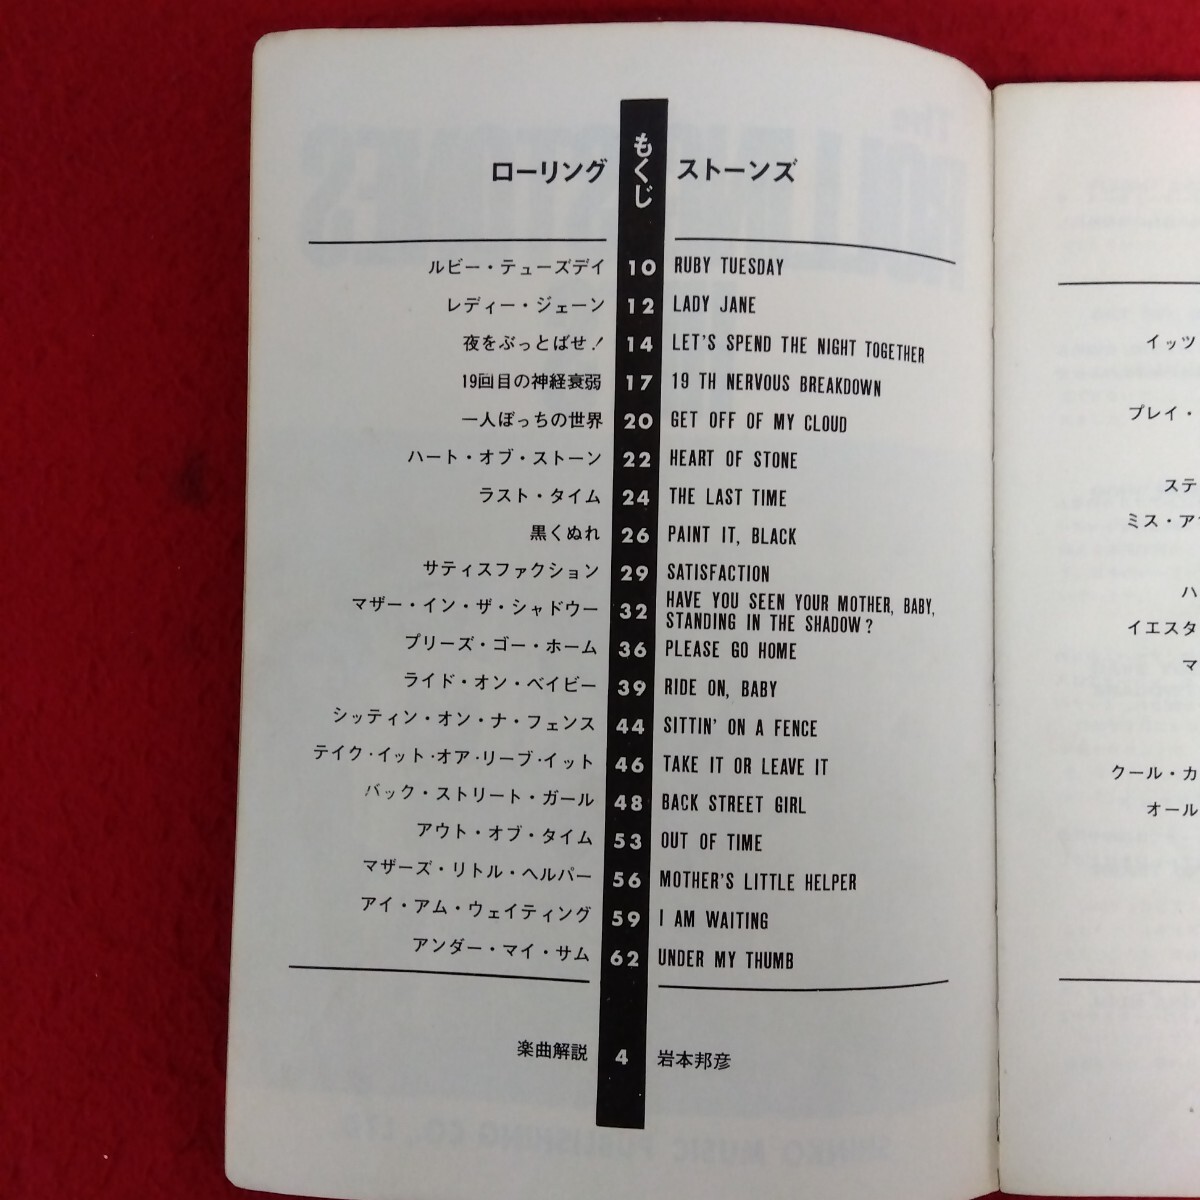 もくじ
ローリング ストーンズ
ルビー・テューズデイ 10 RUBY TUESDAY
レディー・ジェーン 12 LADY JANE
夜をぶっとばせ! 14 LET'S SPEND THE NIGHT TOGETHER
19回目の神経衰弱 17 19 TH NERVOUS BREAKDOWN
一人ぼっちの世界 20 GET OFF OF MY CLOUD
ハート・オブ・ストーン 22 HEART OF STONE
ラスト・タイム 24 THE LAST TIME
黒くぬれ 26 PAINT IT, BLACK
サティスファクション 29 SATISFACTION
マザー・イン・ザ・シャドウー 32 HAVE YOU SEEN YOUR MOTHER, BABY,
STANDING IN THE SHADOW?
プリーズ・ゴー・ホーム 36 PLEASE GO HOME
ライド・オン・ベイビー 39 RIDE ON, BABY
シッティン・オン・ナ・フェンス 44 SITTIN' ON A FENCE
テイク・イット・オア・リーブ・イット 46 TAKE IT OR LEAVE IT
バック・ストリート・ガール 48 BACK STREET GIRL
アウト・オブ・タイム 53 OUT OF TIME
マザーズ・リトル・ヘルパー 56 MOTHER'S LITTLE HELPER
アイ・アム・ウェイティング 59 I AM WAITING
アンダー・マイ・サム 62 UNDER MY THUMB
楽曲解説 4 岩本邦彦
イッツ
プレイ・
ステ
ミス・ア
ハ
イエスタ
マ
クール・カ
オール